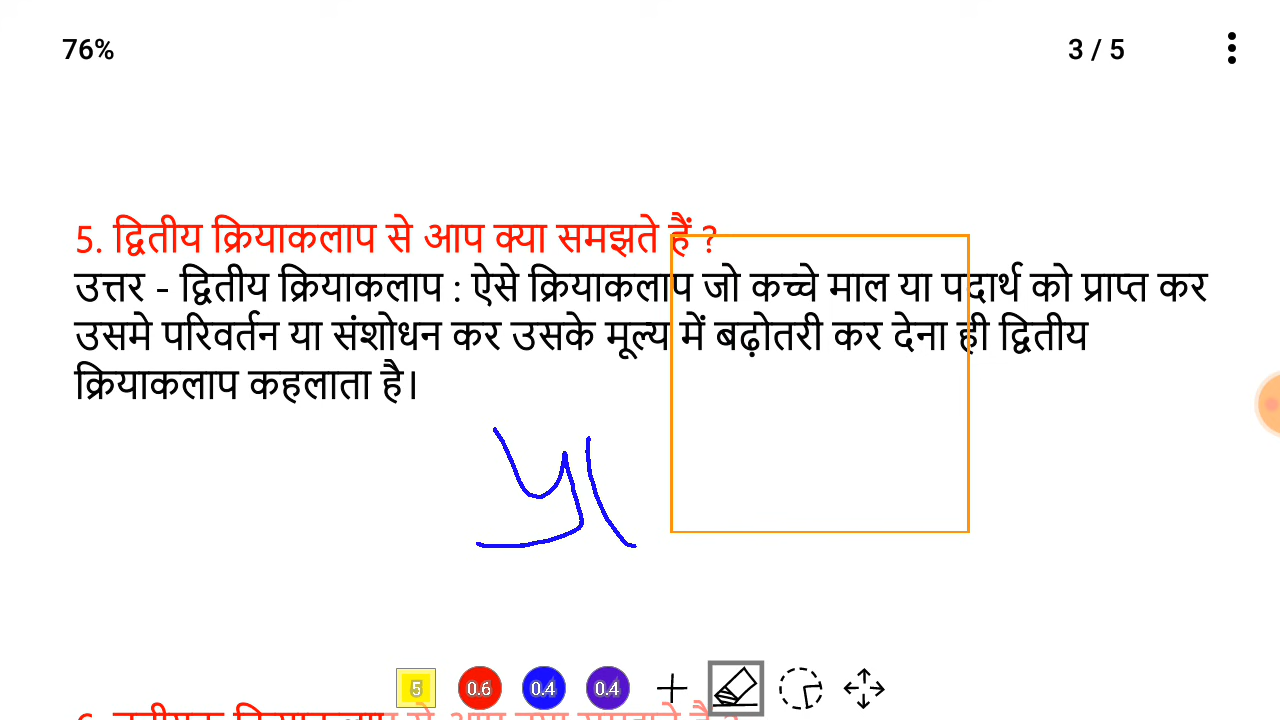 76%
3 / 5
5. द्वितीय क्रियाकलाप से आप क्या समझते हैं ?
उत्तर - द्वितीय क्रियाकलाप : ऐसे क्रियाकलाप जो कच्चे माल या पदार्थ को प्राप्त कर
उसमे परिवर्तन या संशोधन कर उसके मूल्य में बढ़ोतरी कर देना ही द्वितीय
क्रियाकलाप कहलाता है।
5 0.6 0.4 0.4